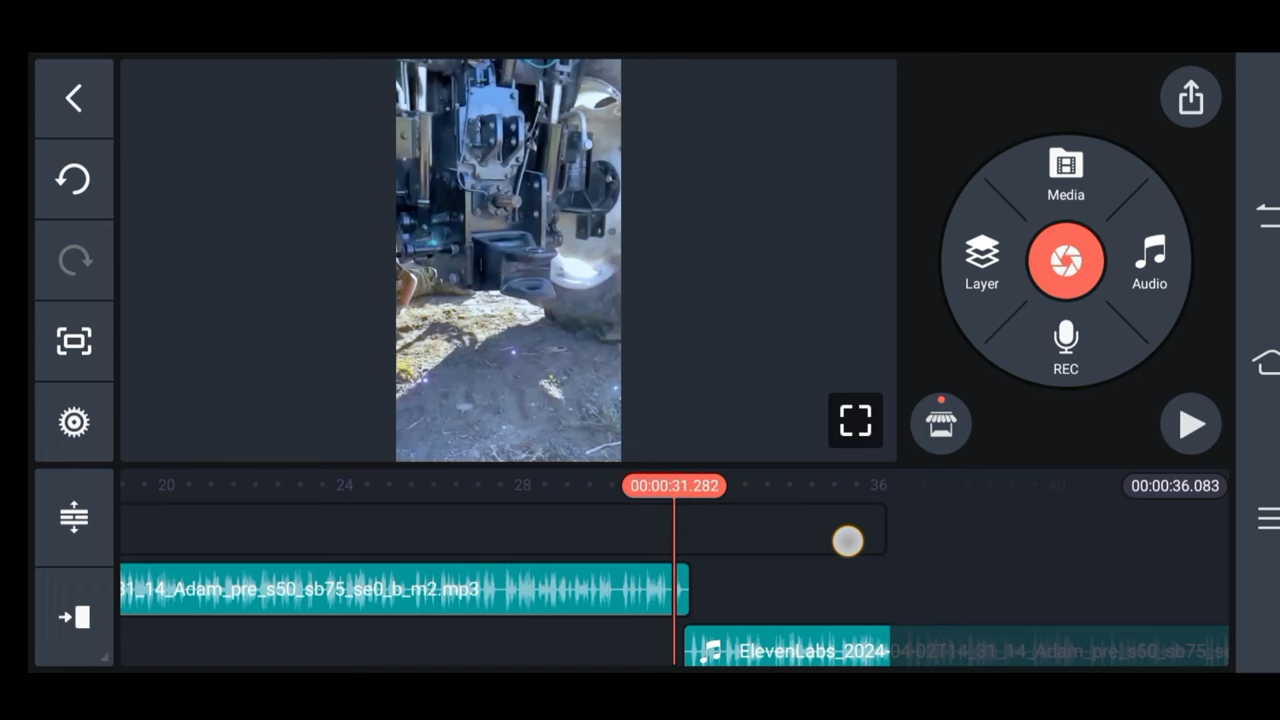 Media
Layer
Audio
REC
20
24
28
00:00:31.282
36
00:00:36.083
31_14_Adam_pre_s50_sb75_se0_b_m2.mp3
ElevenLabs_2024-04-02T14_31_14_Adam_pre_s50_sb75_se